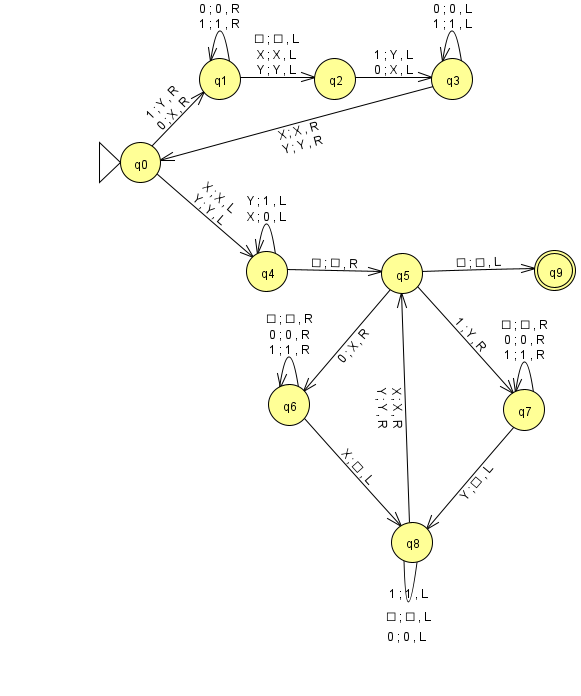 0 ; 0 , R
1 ; 1 , R
□ ; □ , L
X ; X , L
Y ; Y , L
1 ; Y , L
0 ; X , L
0 ; 0 , L
1 ; 1 , L
q1
q2
q3
1 ; Y , R
0 ; X , R
X ; X , R
Y ; Y , R
q0
X ; X , L
Y ; Y , L
Y ; 1 , L
X ; 0 , L
q4
□ ; □ , R
q5
□ ; □ , L
q9
□ ; □ , R
0 ; 0 , R
1 ; 1 , R
0 ; X , R
1 ; Y , R
□ ; □ , R
0 ; 0 , R
1 ; 1 , R
q6
X ; X , R
Y ; Y , R
q7
X ; □ , L
Y ; □ , L
q8
1 ; 1 , L
□ ; □ , L
0 ; 0 , L